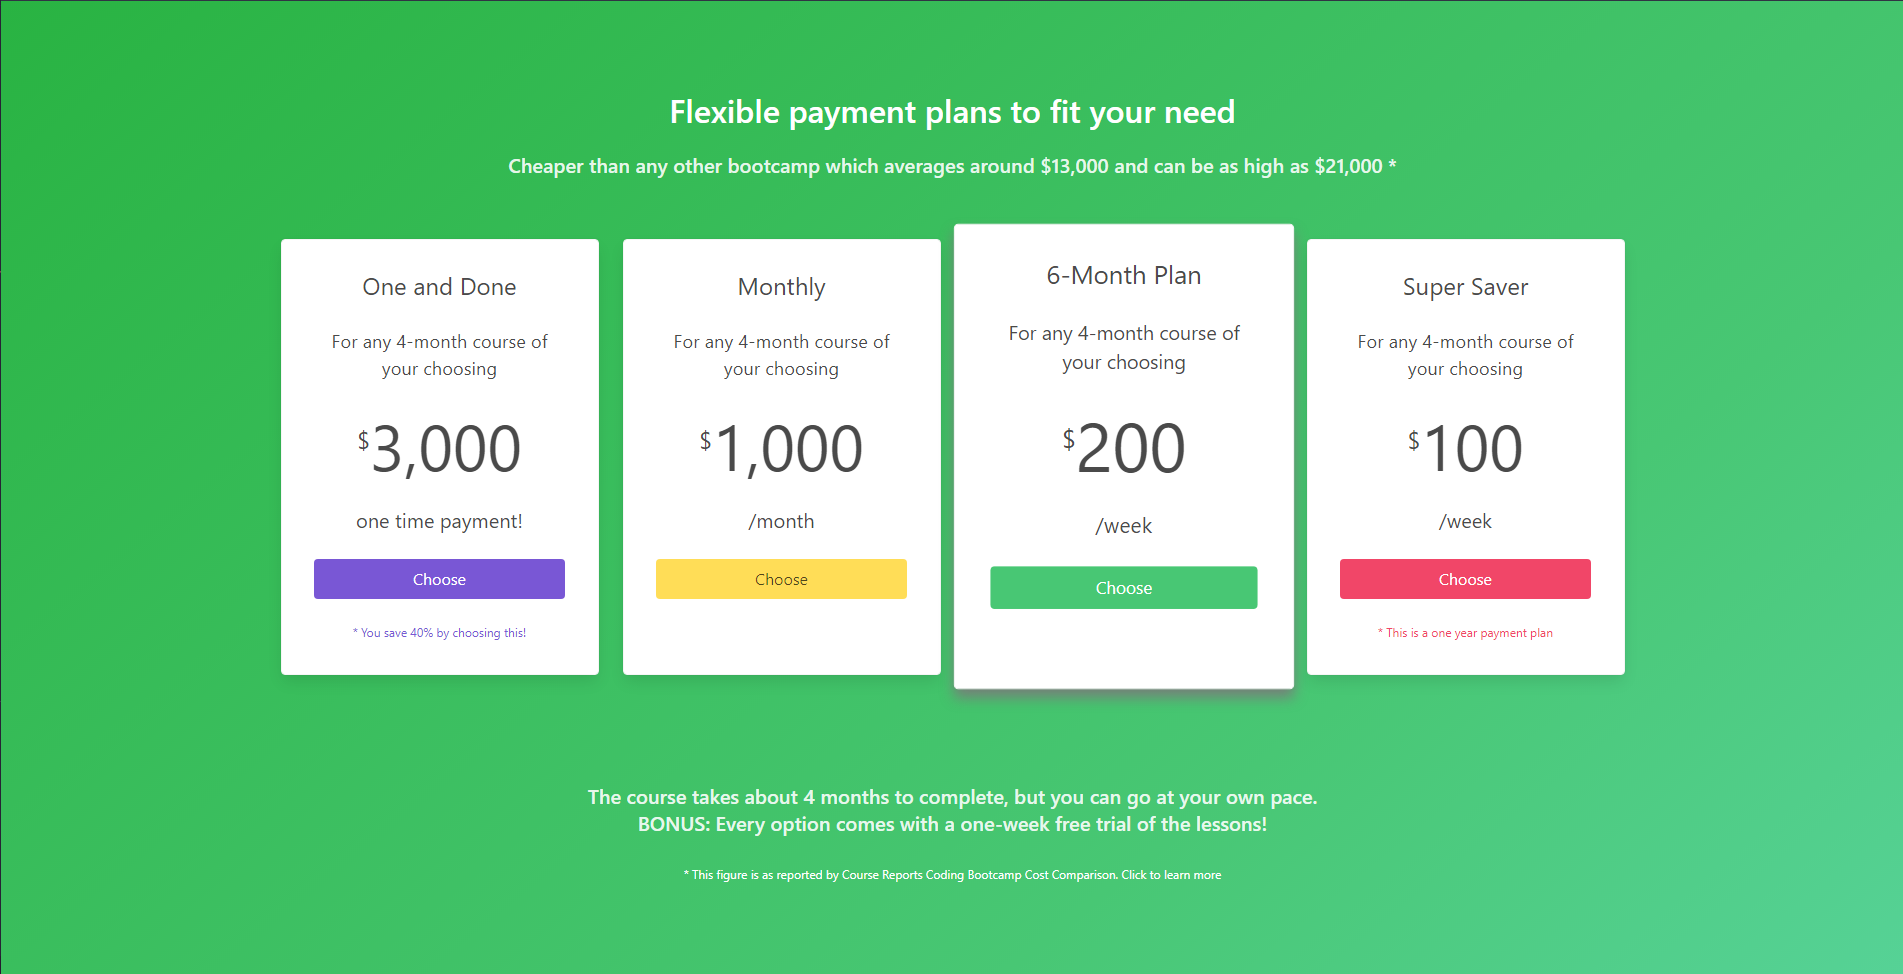 Flexible payment plans to fit your need
Cheaper than any other bootcamp which averages around $13,000 and can be as high as $21,000 *
One and Done
For any 4-month course of
your choosing
$3,000
one time payment!
Choose
* You save 40% by choosing this!
Monthly
For any 4-month course of
your choosing
$1,000
/month
Choose
6-Month Plan
For any 4-month course of
your choosing
$200
/week
Choose
Super Saver
For any 4-month course of
your choosing
$100
/week
Choose
* This is a one year payment plan
The course takes about 4 months to complete, but you can go at your own pace.
BONUS: Every option comes with a one-week free trial of the lessons!
* This figure is as reported by Course Reports Coding Bootcamp Cost Comparison. Click to learn more